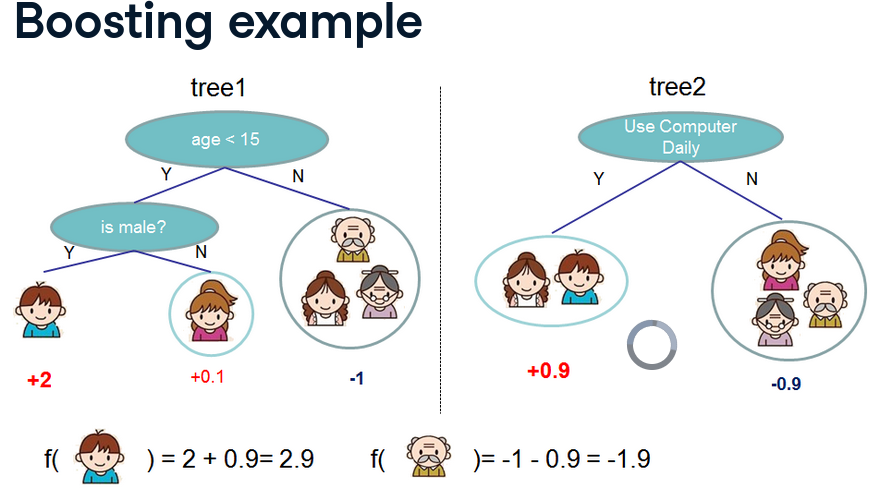 Boosting example
tree1
age < 15
Y
N
is male?
Y
N
+2
+0.1
-1
tree2
Use Computer
Daily
Y
N
+0.9
-0.9
f( ) = 2 + 0.9= 2.9
f( )= -1 - 0.9 = -1.9